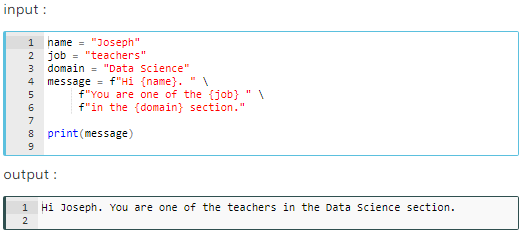 input :
1 name = "Joseph"
2 job = "teachers"
3 domain = "Data Science"
4 message = f"Hi {name}. " \
5 f"You are one of the {job} " \
6 f"in the {domain} section."
7
8 print(message)
9
output :
1 Hi Joseph. You are one of the teachers in the Data Science section.
2